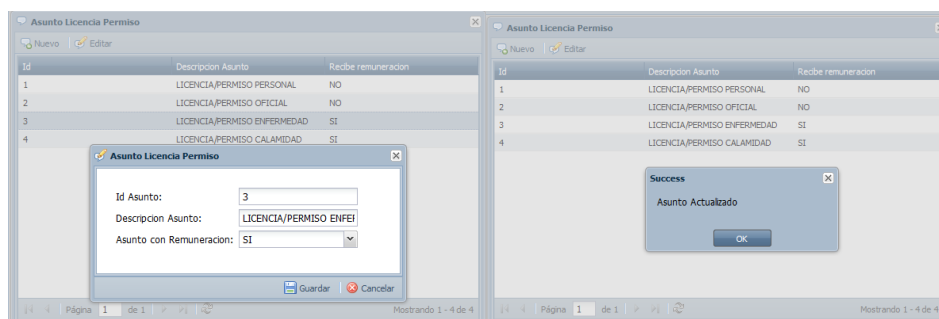 Asunto Licencia Permiso
Nuevo Editar
Id Descripcion Asunto Recibe remuneracion
1 LICENCIA/PERMISO PERSONAL NO
2 LICENCIA/PERMISO OFICIAL NO
3 LICENCIA/PERMISO ENFERMEDAD SI
4 LICENCIA/PERMISO CALAMIDAD SI
Asunto Licencia Permiso
Id Asunto: 3
Descripcion Asunto: LICENCIA/PERMISO ENFER
Asunto con Remuneracion: SI
Guardar Cancelar
Página 1 de 1 Mostrando 1 - 4 de 4
Asunto Licencia Permiso
Nuevo Editar
Id Descripcion Asunto Recibe remuneracion
1 LICENCIA/PERMISO PERSONAL NO
2 LICENCIA/PERMISO OFICIAL NO
3 LICENCIA/PERMISO ENFERMEDAD SI
4 LICENCIA/PERMISO CALAMIDAD SI
Success
Asunto Actualizado
OK
Página 1 de 1 Mostrando 1 - 4 de 4